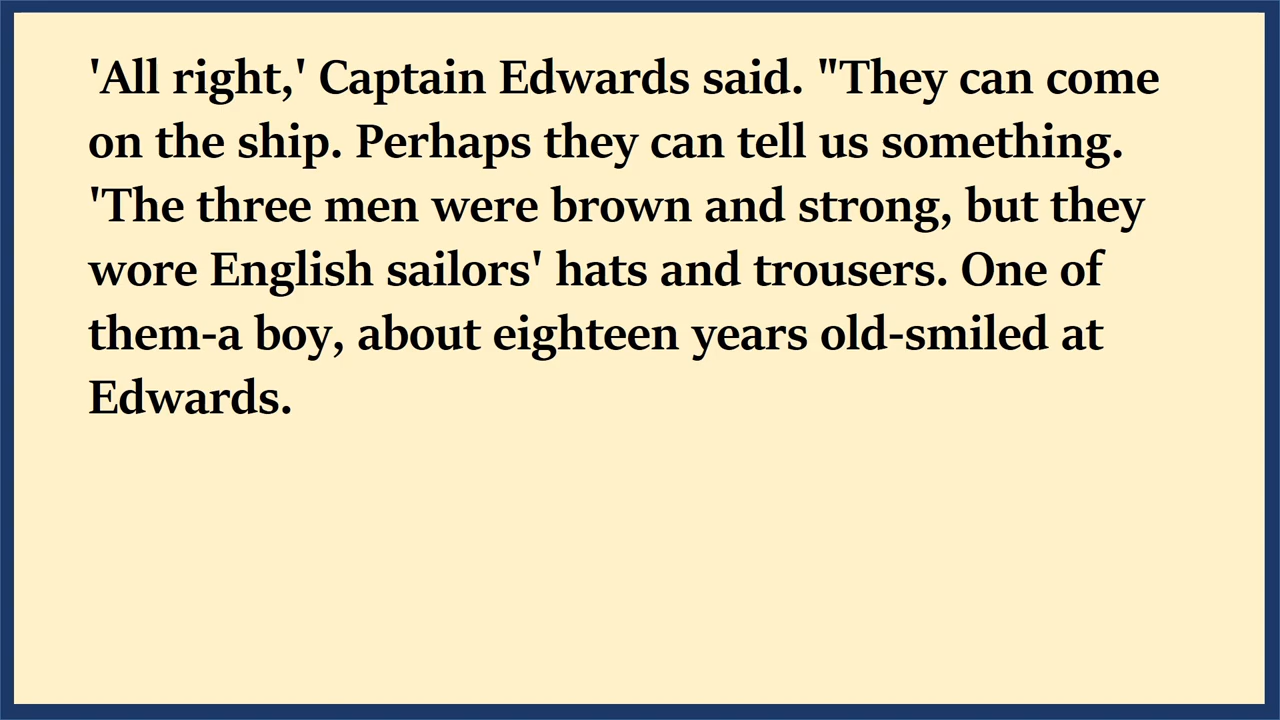 'All right,' Captain Edwards said. "They can come
on the ship. Perhaps they can tell us something.
'The three men were brown and strong, but they
wore English sailors' hats and trousers. One of
them-a boy, about eighteen years old-smiled at
Edwards.